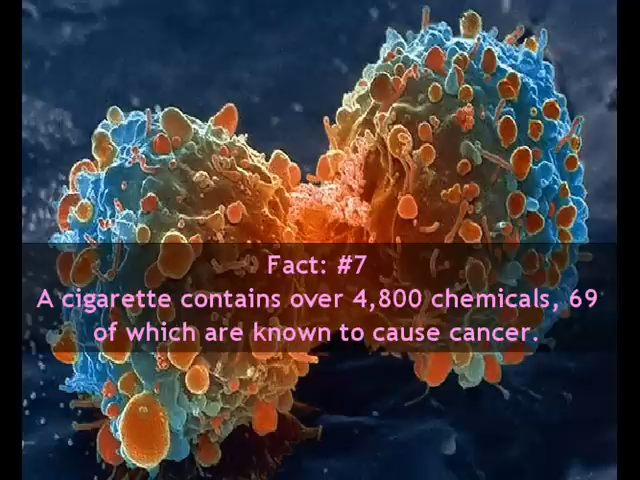 Fact: #7
A cigarette contains over 4,800 chemicals, 69
of which are known to cause cancer.